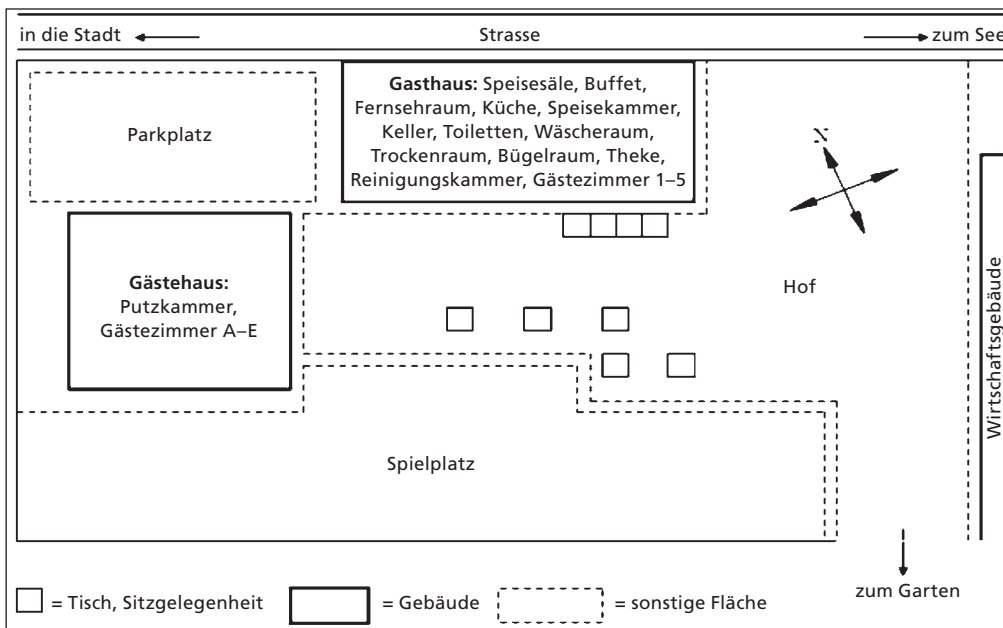 in die Stadt
Strasse
zum See
Parkplatz
Gasthaus: Speisesäle, Buffet,
Fernsehraum, Küche, Speisekammer,
Keller, Toiletten, Wäscheraum,
Trockenraum, Bügelraum, Theke,
Reinigungskammer, Gästezimmer 1–5
N
Gästehaus:
Putzkammer,
Gästezimmer A–E
Hof
Wirtschaftsgebäude
Spielplatz
zum Garten
= Tisch, Sitzgelegenheit
= Gebäude
= sonstige Fläche